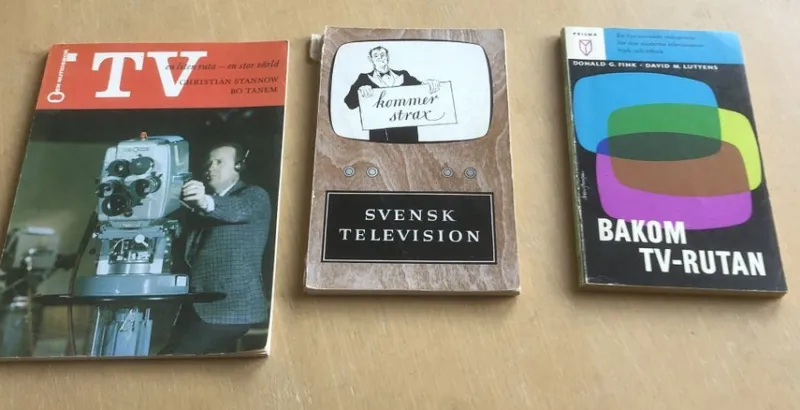 TV
en liten ruta – en stor värld
CHRISTIAN STANNOW
BO TANEM
kommer
strax
SVENSK
TELEVISION
PRISMA
DONALD G. FINK • DAVID M. LUTYENS
BAKOM
TV-RUTAN